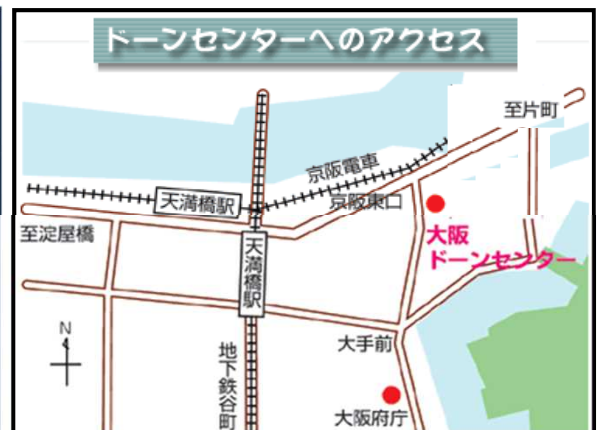 ドーンセンターへのアクセス
至片町
京阪電車
天満橋駅
京阪東口
至淀屋橋
大阪
ドーンセンター
天満橋駅
N
大手前
地下鉄谷町
大阪府庁